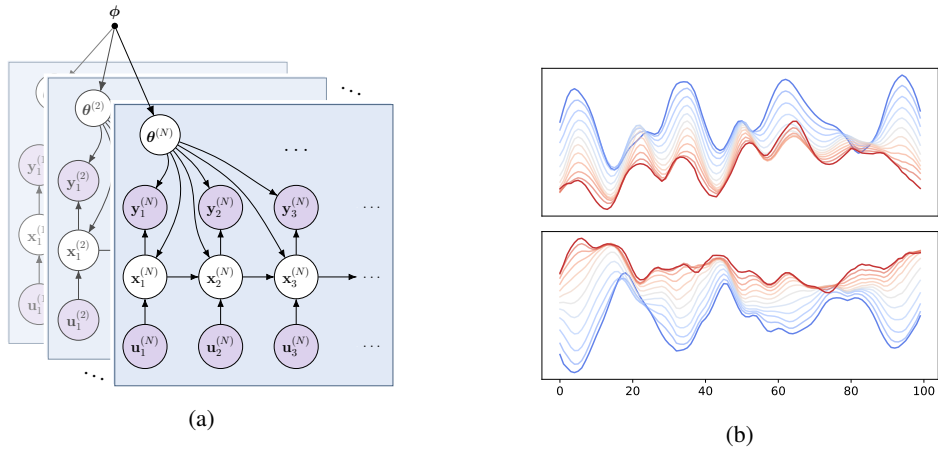 ϕ
θ^(2)
θ^(N)
y_1^(2)
y_1^(N) y_2^(N) y_3^(N) ···
x_1^(2)
x_1^(N) x_2^(N) x_3^(N) ···
u_1^(2)
u_1^(N) u_2^(N) u_3^(N) ···
(a)
0 20 40 60 80 100
(b)